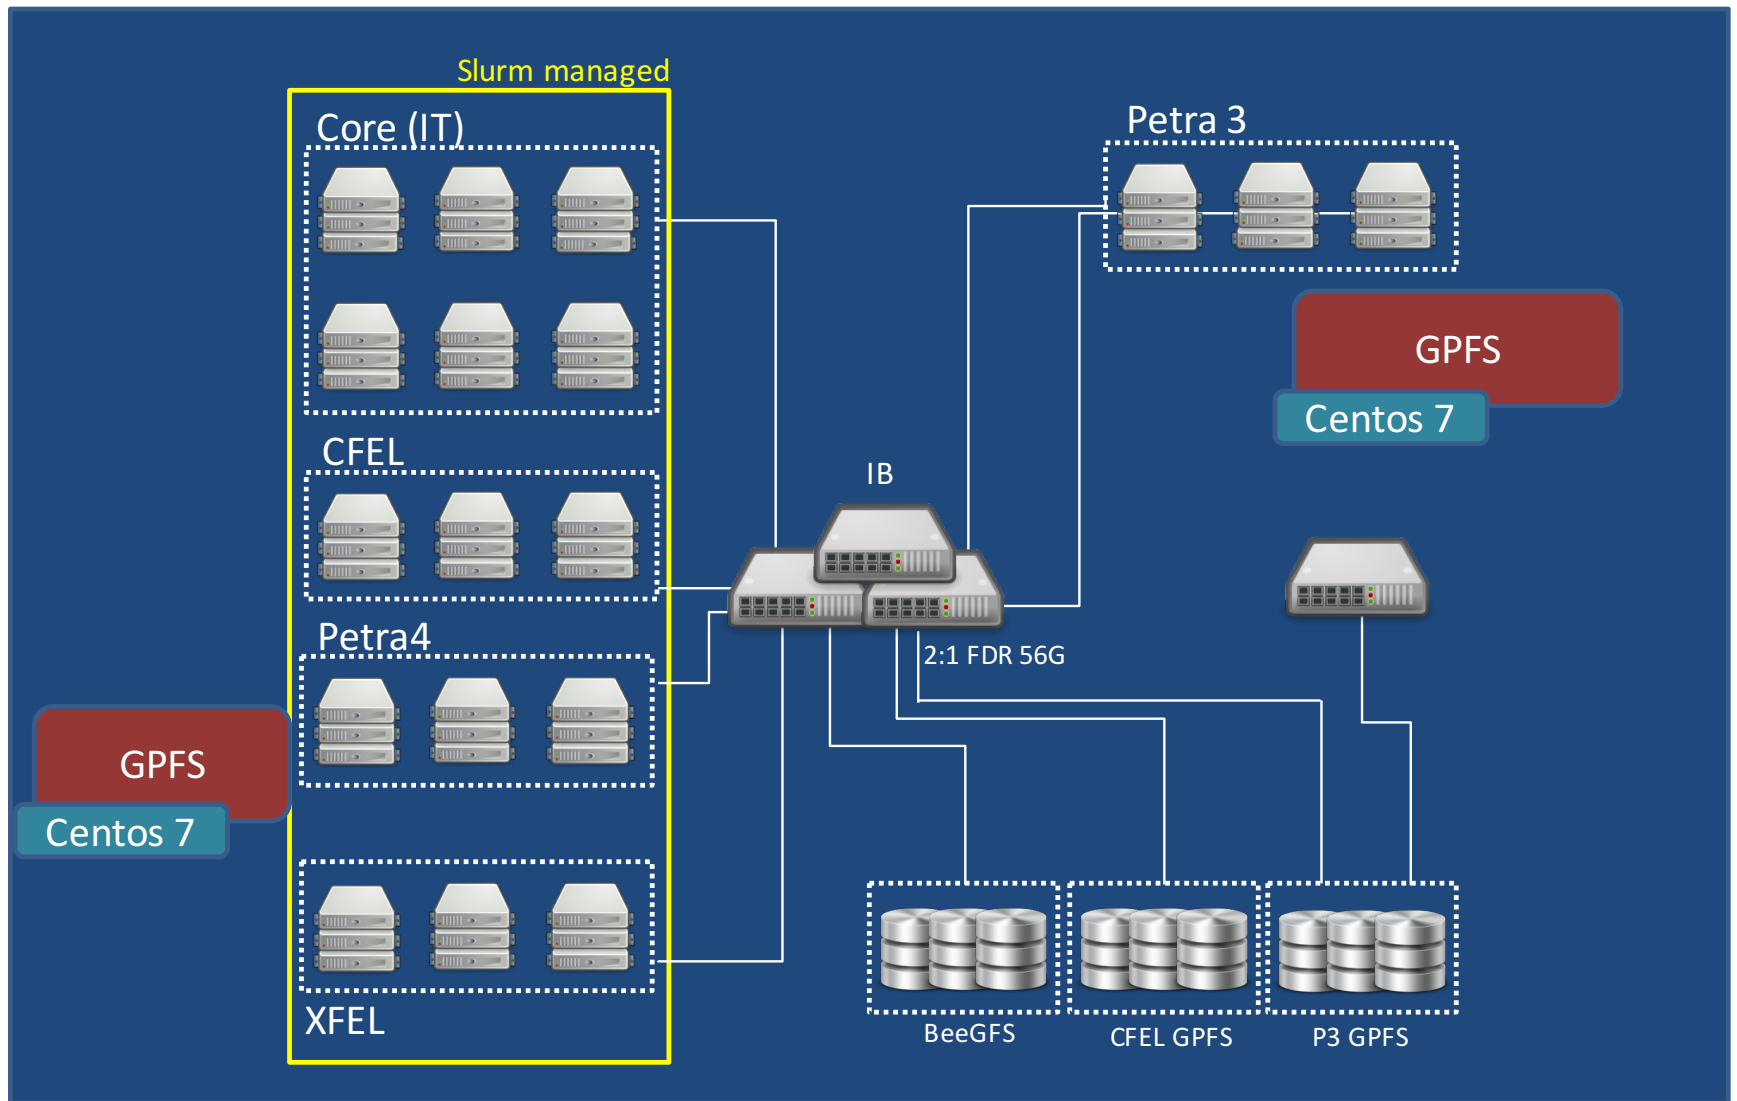 Slurm managed
Core (IT)
Petra 3
GPFS
Centos 7
CFEL
IB
Petra4
2:1 FDR 56G
GPFS
Centos 7
XFEL
BeeGFS
CFEL GPFS
P3 GPFS